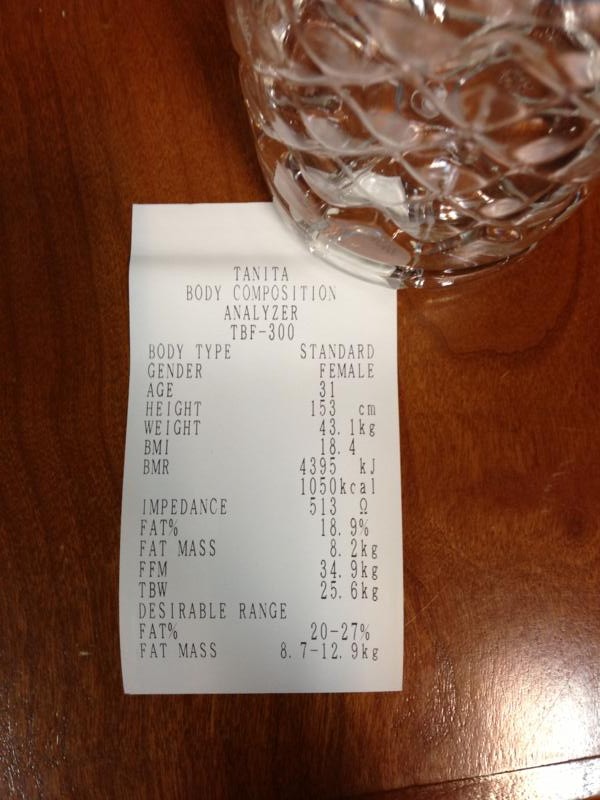 TANITA
BODY COMPOSITION
ANALYZER
TBF-300
BODY TYPE STANDARD
GENDER FEMALE
AGE 31
HEIGHT 153 cm
WEIGHT 43.1kg
BMI 18.4
BMR 4395 kJ
1050kcal
IMPEDANCE 513 Ω
FAT% 18.9%
FAT MASS 8.2kg
FFM 34.9kg
TBW 25.6kg
DESIRABLE RANGE
FAT% 20-27%
FAT MASS 8.7-12.9kg